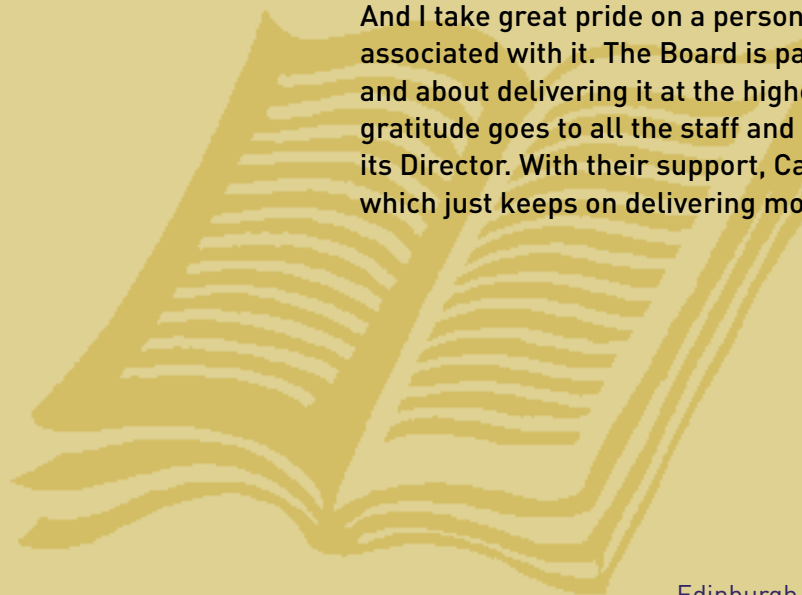 And I take great pride on a person
associated with it. The Board is pa
and about delivering it at the highe
gratitude goes to all the staff and
its Director. With their support, Ca
which just keeps on delivering mo
Edinburgh